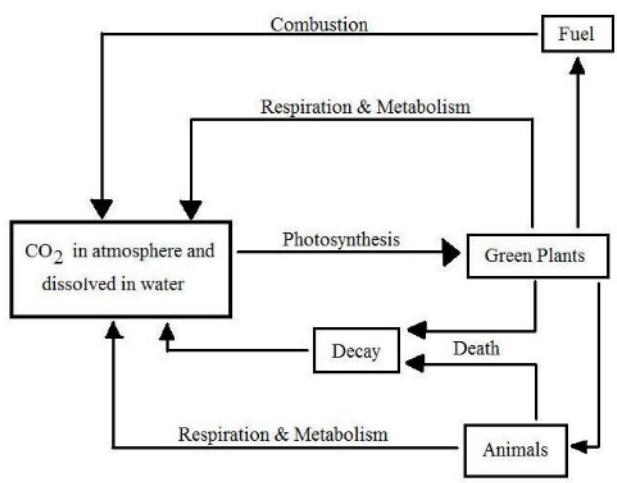 Combustion
Fuel
Respiration & Metabolism
CO2 in atmosphere and
dissolved in water
Photosynthesis
Green Plants
Decay
Death
Respiration & Metabolism
Animals